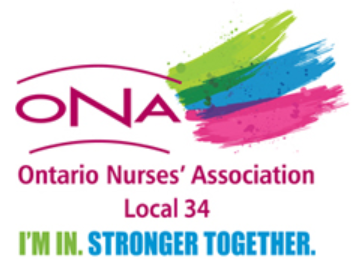 ONA
Ontario Nurses' Association
Local 34
I'M IN. STRONGER TOGETHER.